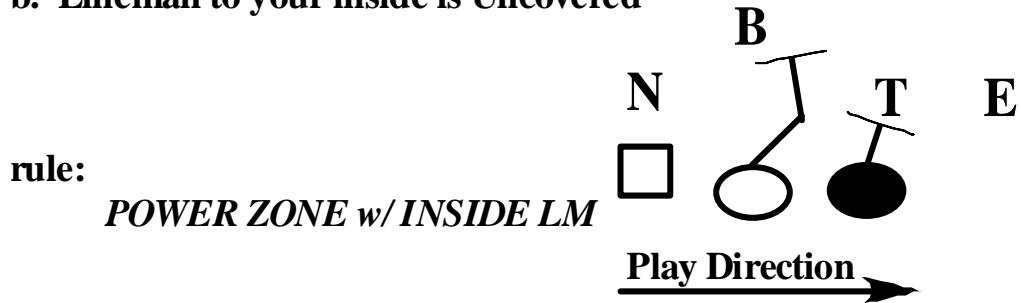 b. Lineman to your inside is Uncovered
B
N
T E
rule:
POWER ZONE w/ INSIDE LM
Play Direction